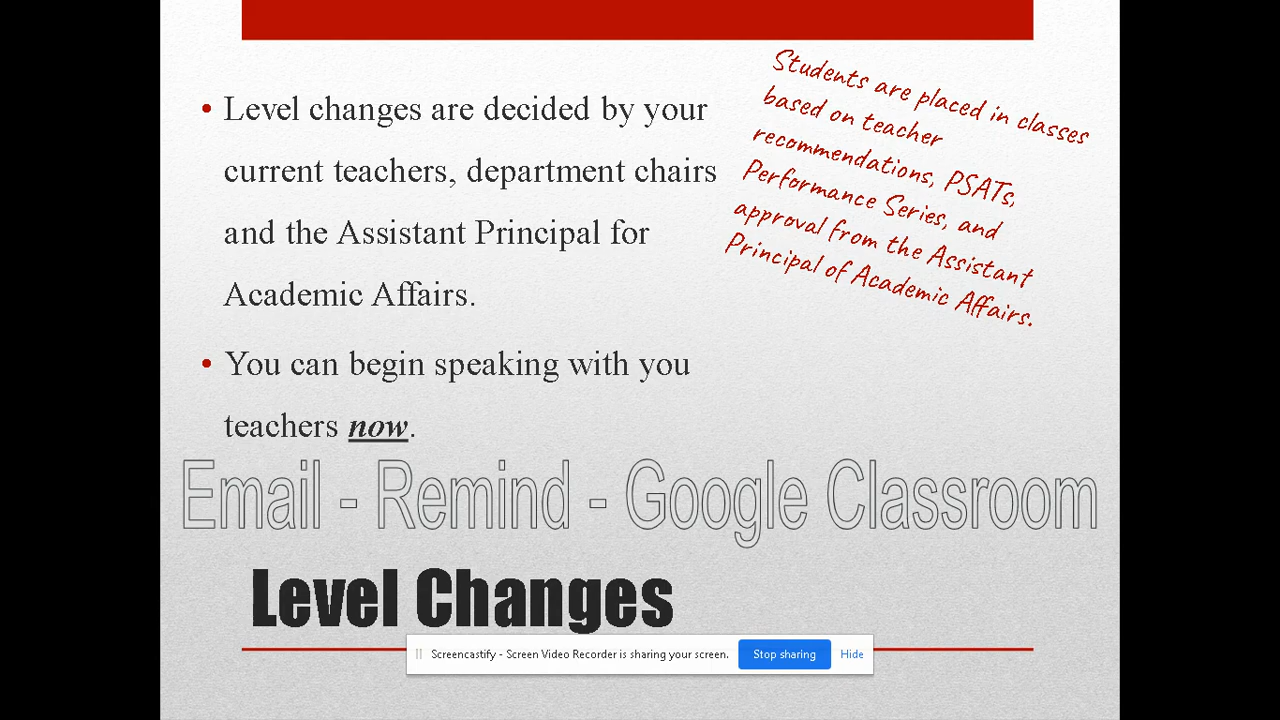 • Level changes are decided by your
current teachers, department chairs
and the Assistant Principal for
Academic Affairs.
• You can begin speaking with you
teachers now.
Students are placed in classes
based on teacher
recommendations, PSATs,
Performance Series, and
approval from the Assistant
Principal of Academic Affairs.
Email - Remind - Google Classroom
Level Changes
Screencastify - Screen Video Recorder is sharing your screen. Stop sharing Hide